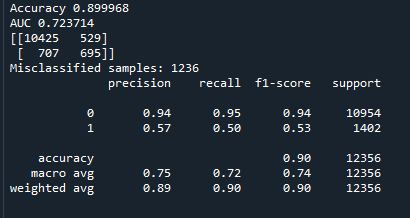 Accuracy 0.899968
AUC 0.723714
[[10425 529]
[ 707 695]]
Misclassified samples: 1236
precision recall f1-score support
0 0.94 0.95 0.94 10954
1 0.57 0.50 0.53 1402
accuracy 0.90 12356
macro avg 0.75 0.72 0.74 12356
weighted avg 0.89 0.90 0.90 12356